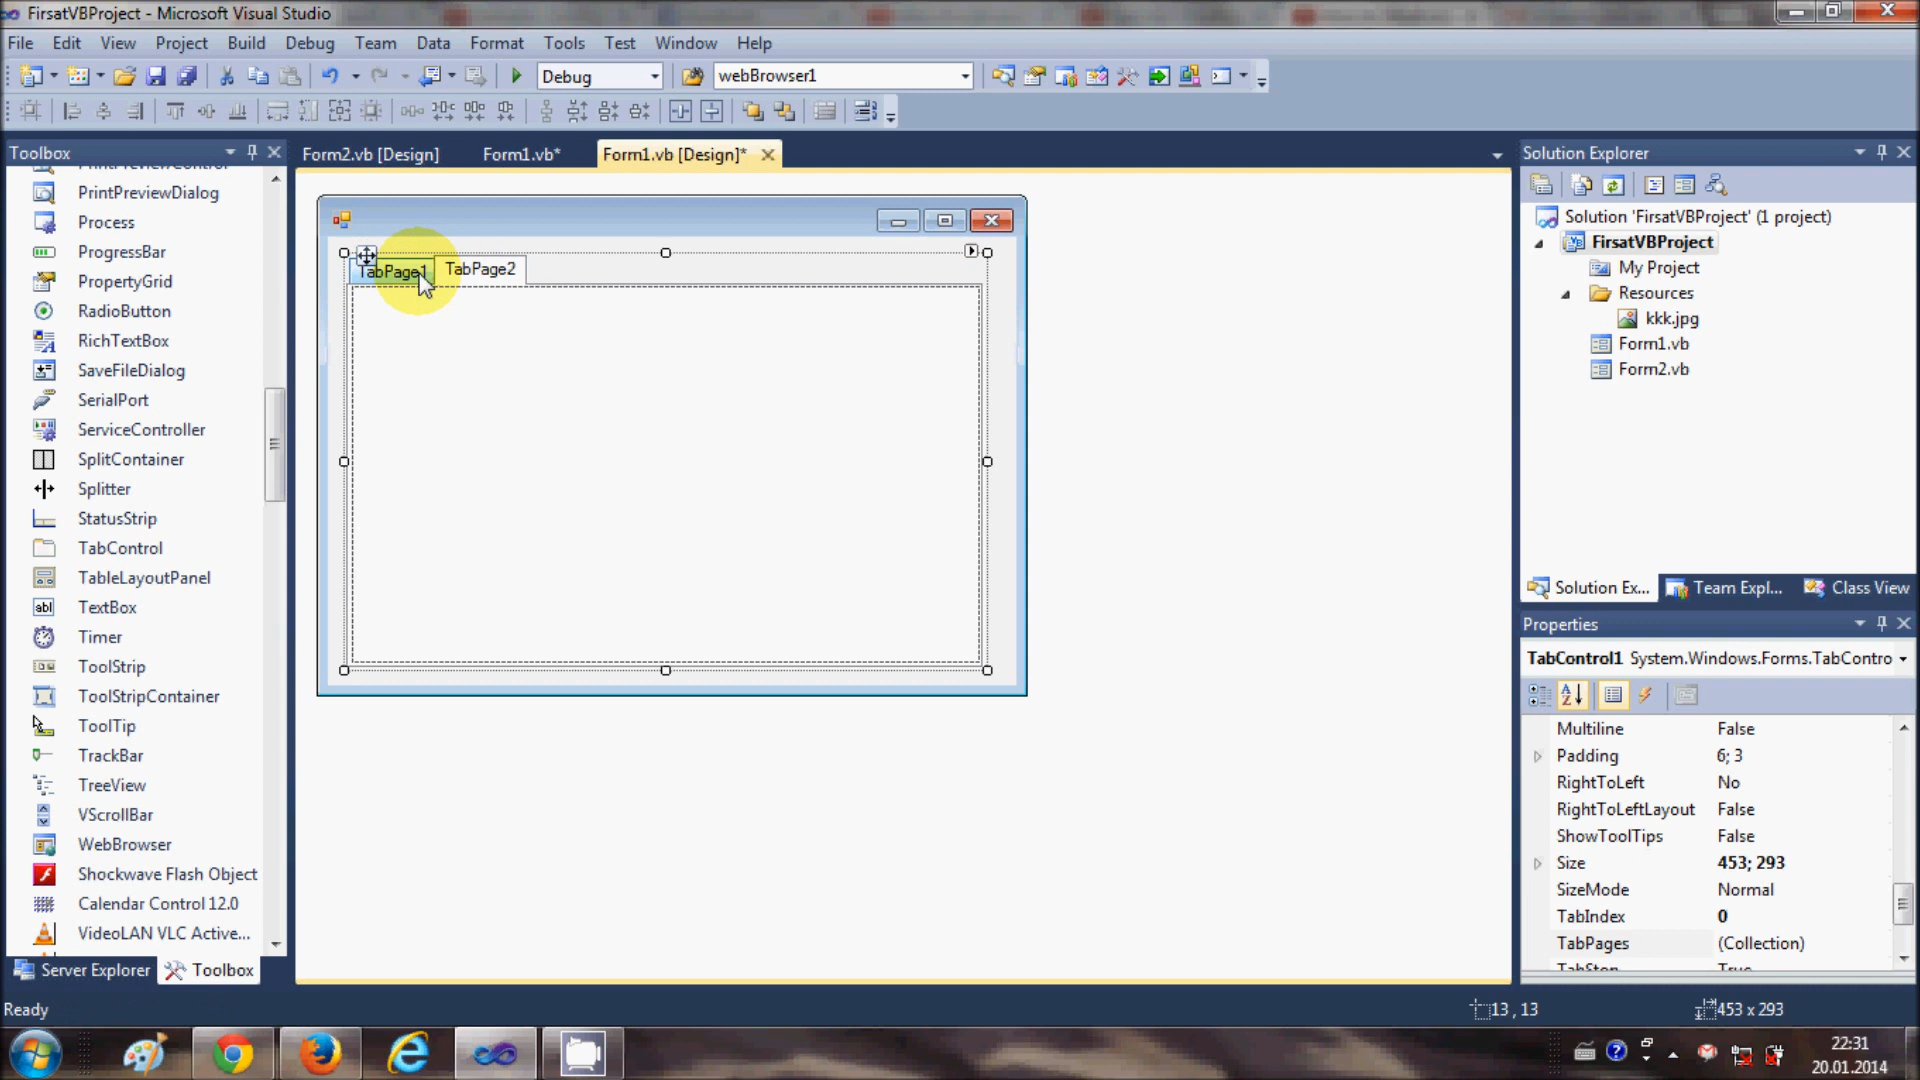 FirsatVBProject - Microsoft Visual Studio
File Edit View Project Build Debug Team Data Format Tools Test Window Help
Debug webBrowser1
Toolbox
Form2.vb [Design] Form1.vb* Form1.vb [Design]*
Solution Explorer
PrintPreviewControl
PrintPreviewDialog
Process
ProgressBar
PropertyGrid
RadioButton
RichTextBox
SaveFileDialog
SerialPort
ServiceController
SplitContainer
Splitter
StatusStrip
TabControl
TableLayoutPanel
TextBox
Timer
ToolStrip
ToolStripContainer
ToolTip
TrackBar
TreeView
VScrollBar
WebBrowser
Shockwave Flash Object
Calendar Control 12.0
VideoLAN VLC Active...
Server Explorer Toolbox
TabPage1 TabPage2
Solution 'FirsatVBProject' (1 project)
FirsatVBProject
My Project
Resources
kkk.jpg
Form1.vb
Form2.vb
Solution Ex... Team Expl... Class View
Properties
TabControl1 System.Windows.Forms.TabContro
Multiline False
Padding 6; 3
RightToLeft No
RightToLeftLayout False
ShowToolTips False
Size 453; 293
SizeMode Normal
TabIndex 0
TabPages (Collection)
TabStop True
Ready
13 , 13
453 x 293
22:31
20.01.2014